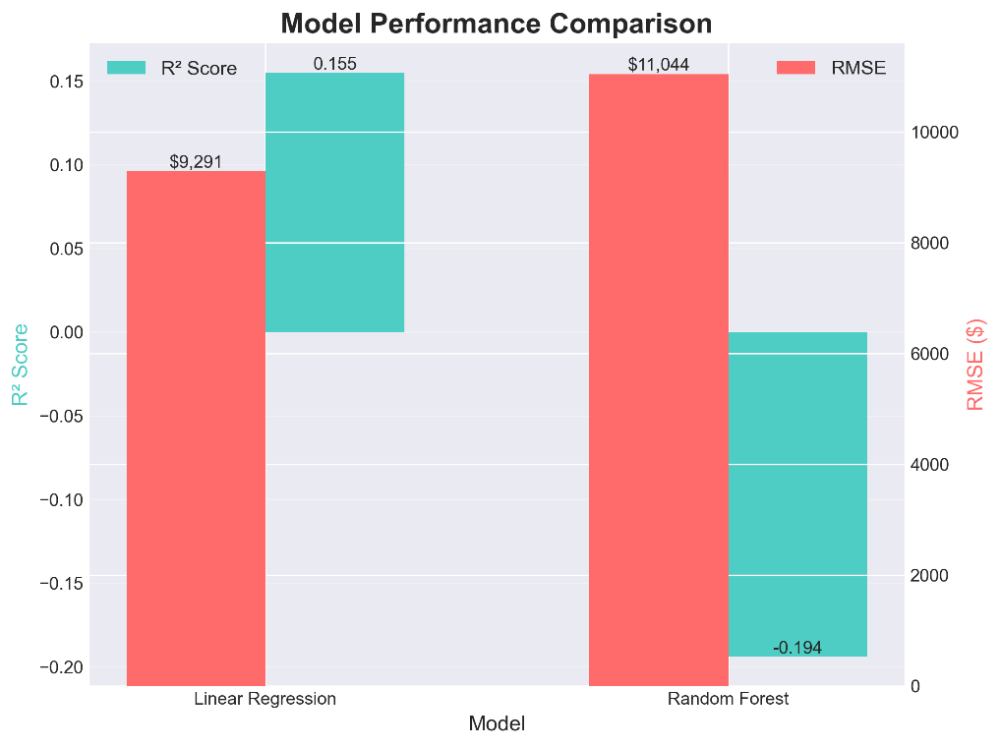 Model Performance Comparison
R² Score
RMSE
0.155
$11,044
$9,291
-0.194
0.15
0.10
0.05
0.00
−0.05
−0.10
−0.15
−0.20
R² Score
10000
8000
6000
4000
2000
0
RMSE ($)
Linear Regression
Random Forest
Model